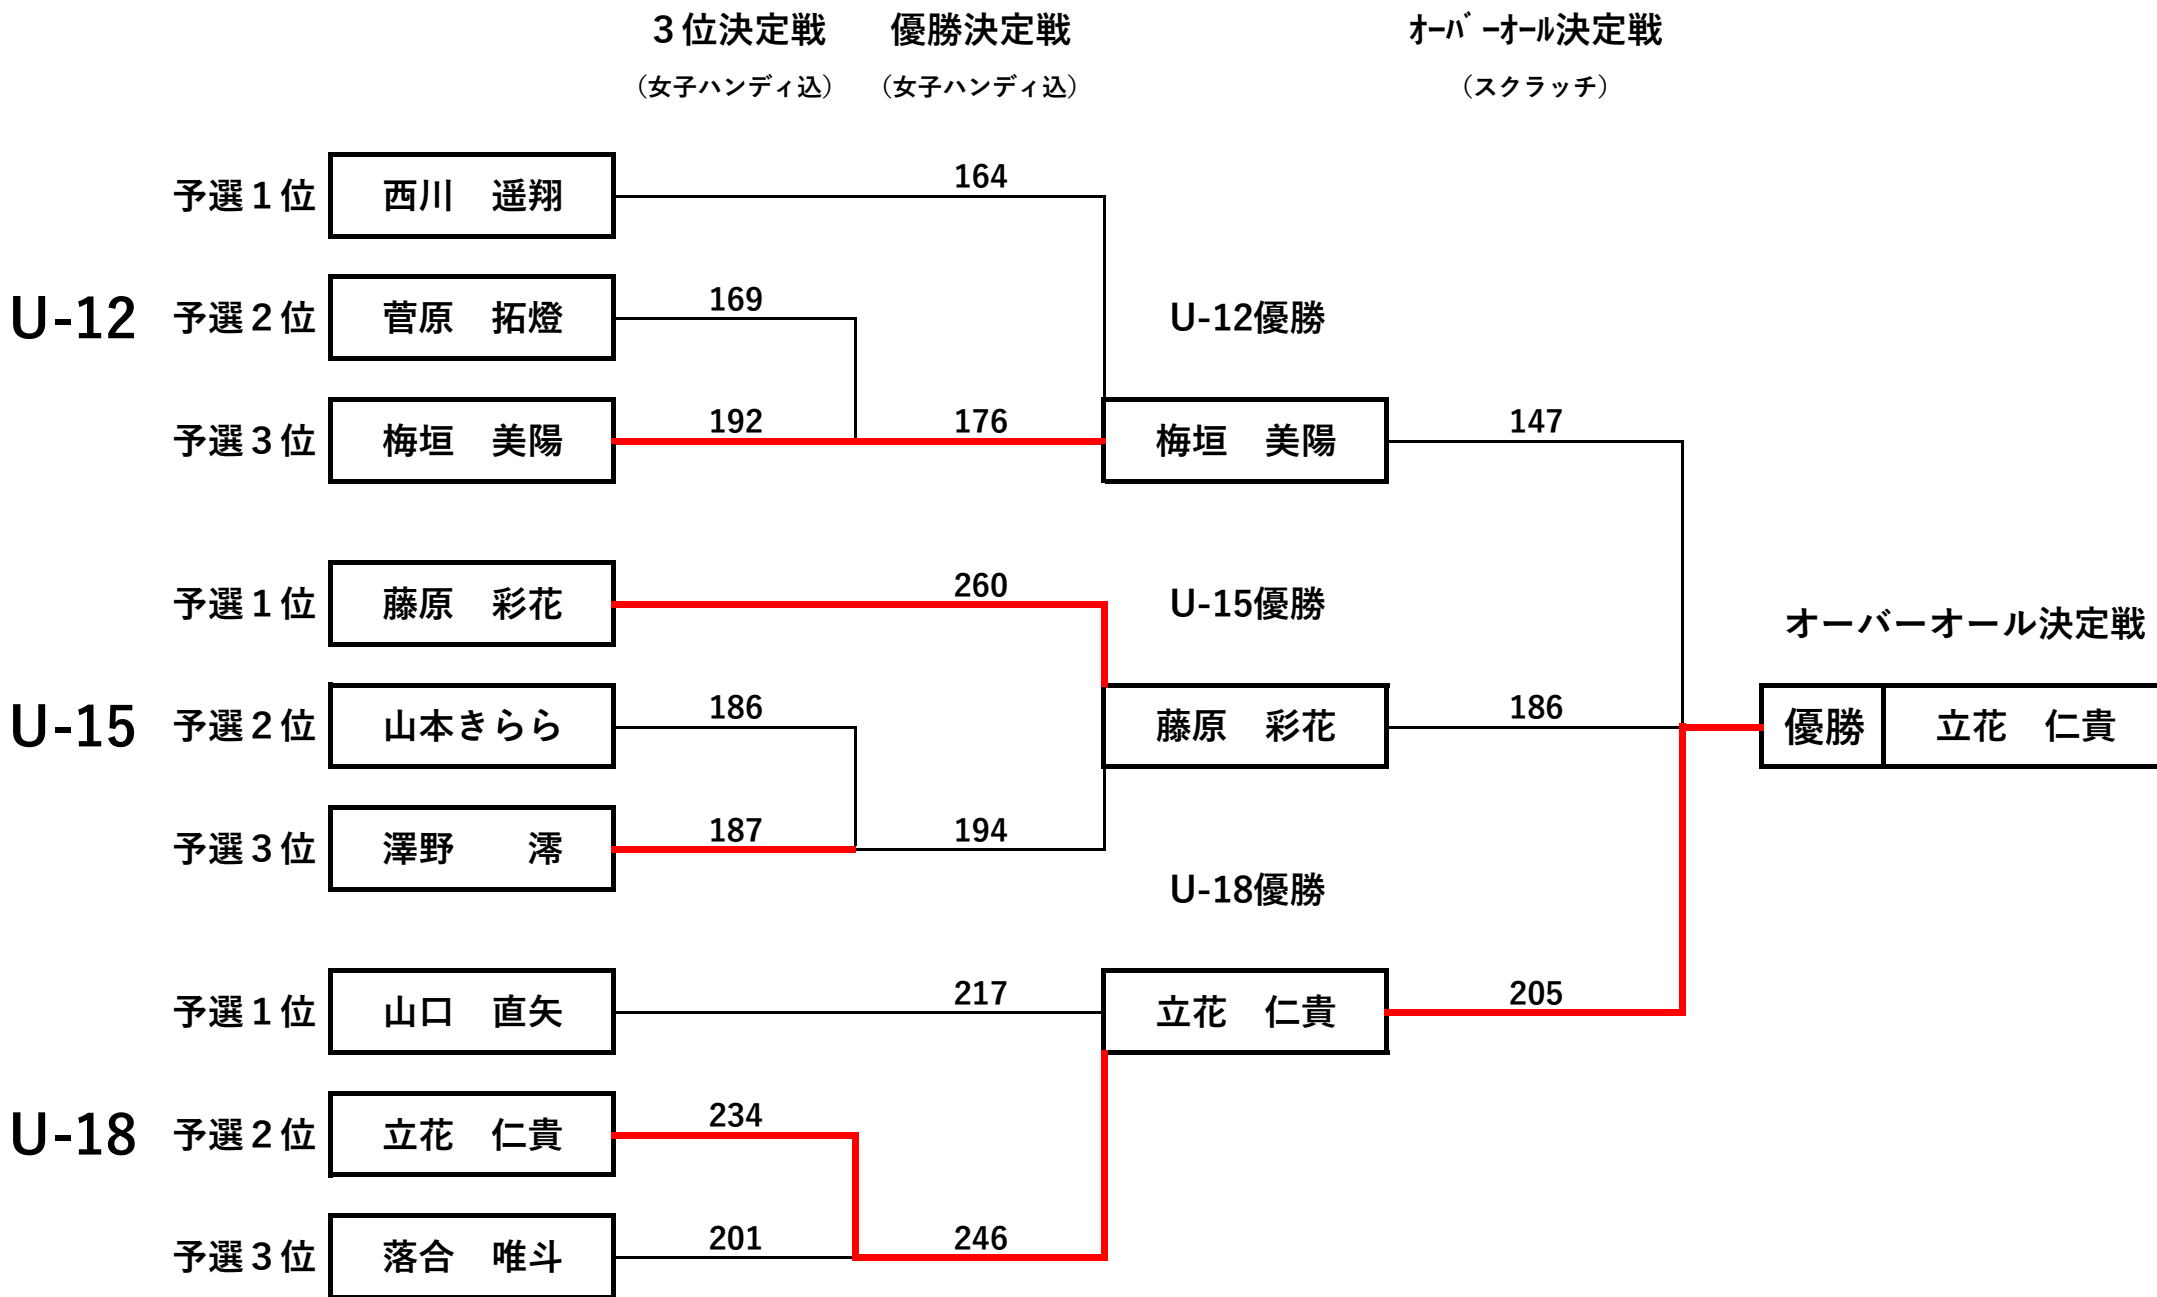 ３位決定戦 優勝決定戦 ｵｰﾊﾞｰｵｰﾙ決定戦
（女子ハンディ込） （女子ハンディ込） （スクラッチ）
164
予選１位 西川　遥翔
169
U-12 予選２位 菅原　拓燈 U-12優勝
192 176 147
予選３位 梅垣　美陽 梅垣　美陽
260
予選１位 藤原　彩花 U-15優勝
オーバーオール決定戦
186 186
U-15 予選２位 山本きらら 藤原　彩花 優勝 立花　仁貴
187 194
予選３位 澤野　　澪
U-18優勝
217 205
予選１位 山口　直矢 立花　仁貴
234
U-18 予選２位 立花　仁貴
201 246
予選３位 落合　唯斗